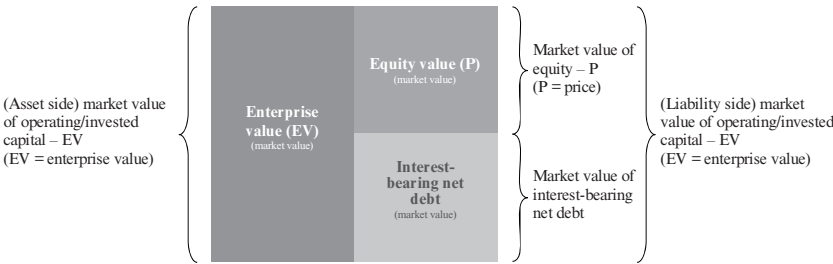 (Asset side) market value
of operating/invested
capital – EV
(EV = enterprise value)
Enterprise
value (EV)
(market value)
Equity value (P)
(market value)
Interest-
bearing net
debt
(market value)
Market value of
equity – P
(P = price)
Market value of
interest-bearing
net debt
(Liability side) market
value of operating/invested
capital – EV
(EV = enterprise value)